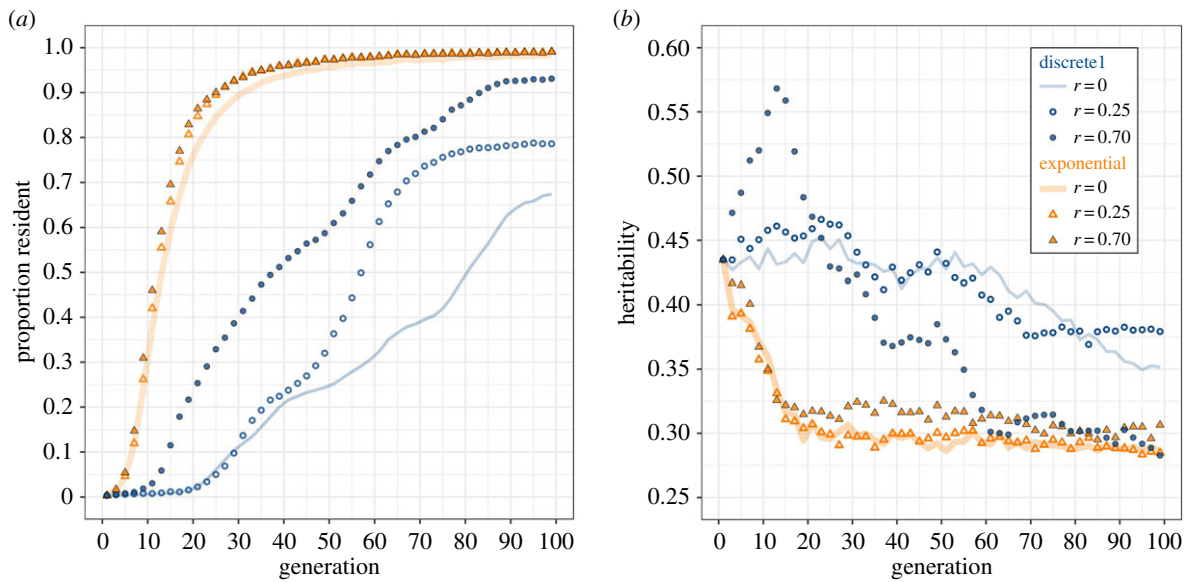 (a)
proportion resident
1.0
0.9
0.8
0.7
0.6
0.5
0.4
0.3
0.2
0.1
0
0 10 20 30 40 50 60 70 80 90 100
generation
(b)
heritability
0.60
0.55
0.50
0.45
0.40
0.35
0.30
0.25
0 10 20 30 40 50 60 70 80 90 100
generation
discrete1
r = 0
r = 0.25
r = 0.70
exponential
r = 0
r = 0.25
r = 0.70